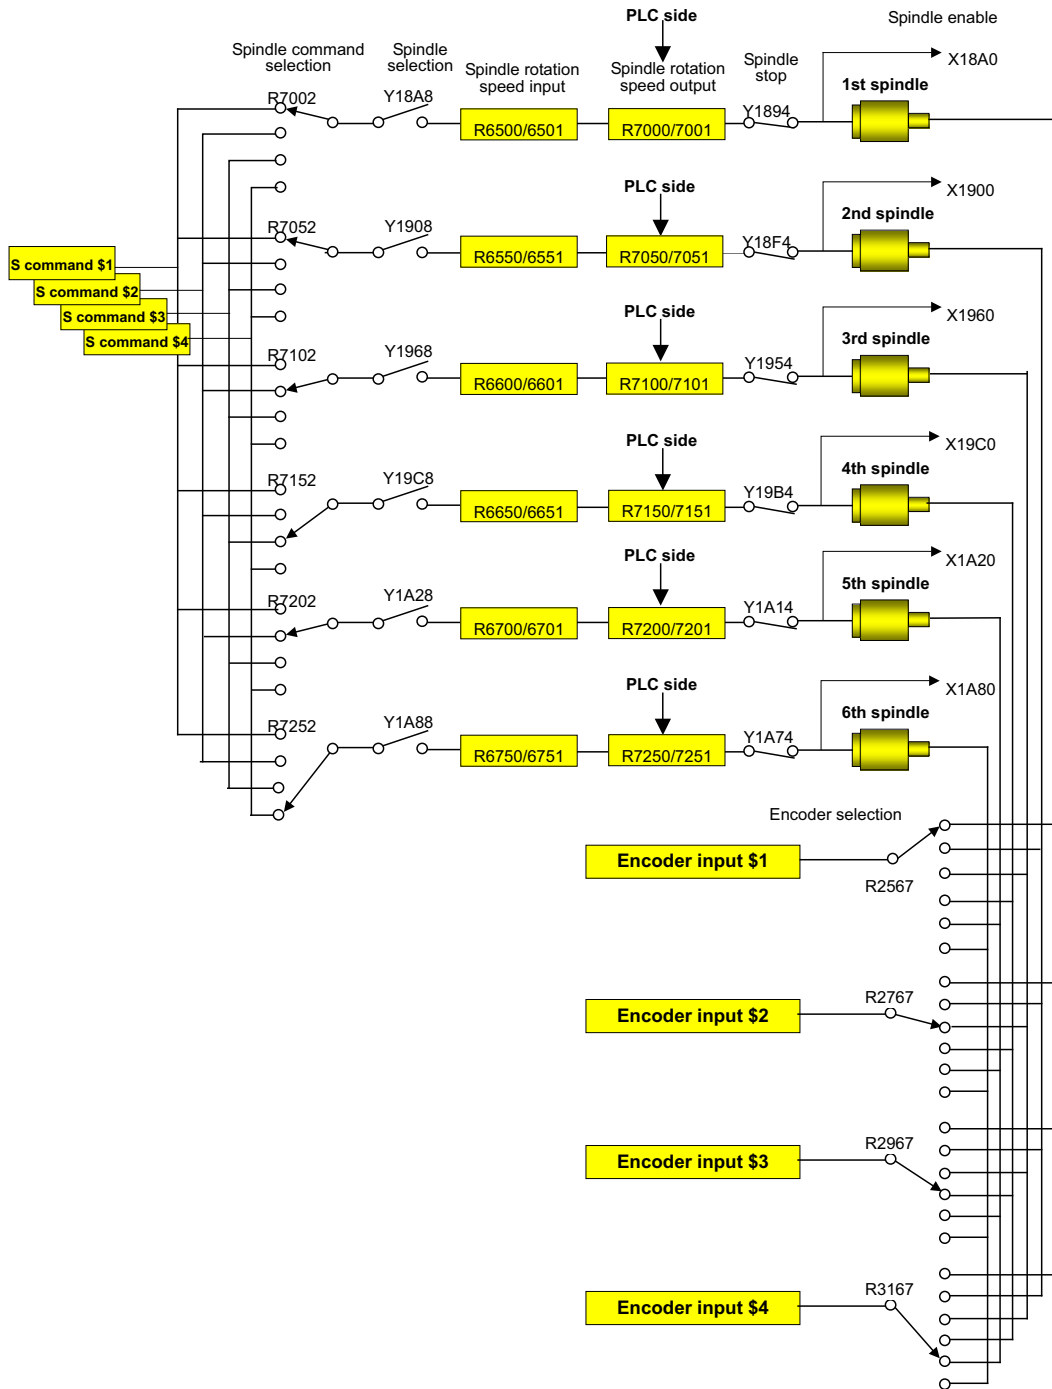 PLC side
Spindle enable
Spindle command
selection
Spindle
selection
Spindle rotation
speed input
Spindle rotation
speed output
Spindle
stop
X18A0
R7002
Y18A8
R6500/6501
R7000/7001
Y1894
1st spindle
PLC side
X1900
R7052
Y1908
R6550/6551
R7050/7051
Y18F4
2nd spindle
S command $1
S command $2
S command $3
S command $4
PLC side
X1960
R7102
Y1968
R6600/6601
R7100/7101
Y1954
3rd spindle
PLC side
X19C0
R7152
Y19C8
R6650/6651
R7150/7151
Y19B4
4th spindle
PLC side
X1A20
R7202
Y1A28
R6700/6701
R7200/7201
Y1A14
5th spindle
PLC side
X1A80
R7252
Y1A88
R6750/6751
R7250/7251
Y1A74
6th spindle
Encoder selection
Encoder input $1
R2567
Encoder input $2
R2767
Encoder input $3
R2967
Encoder input $4
R3167